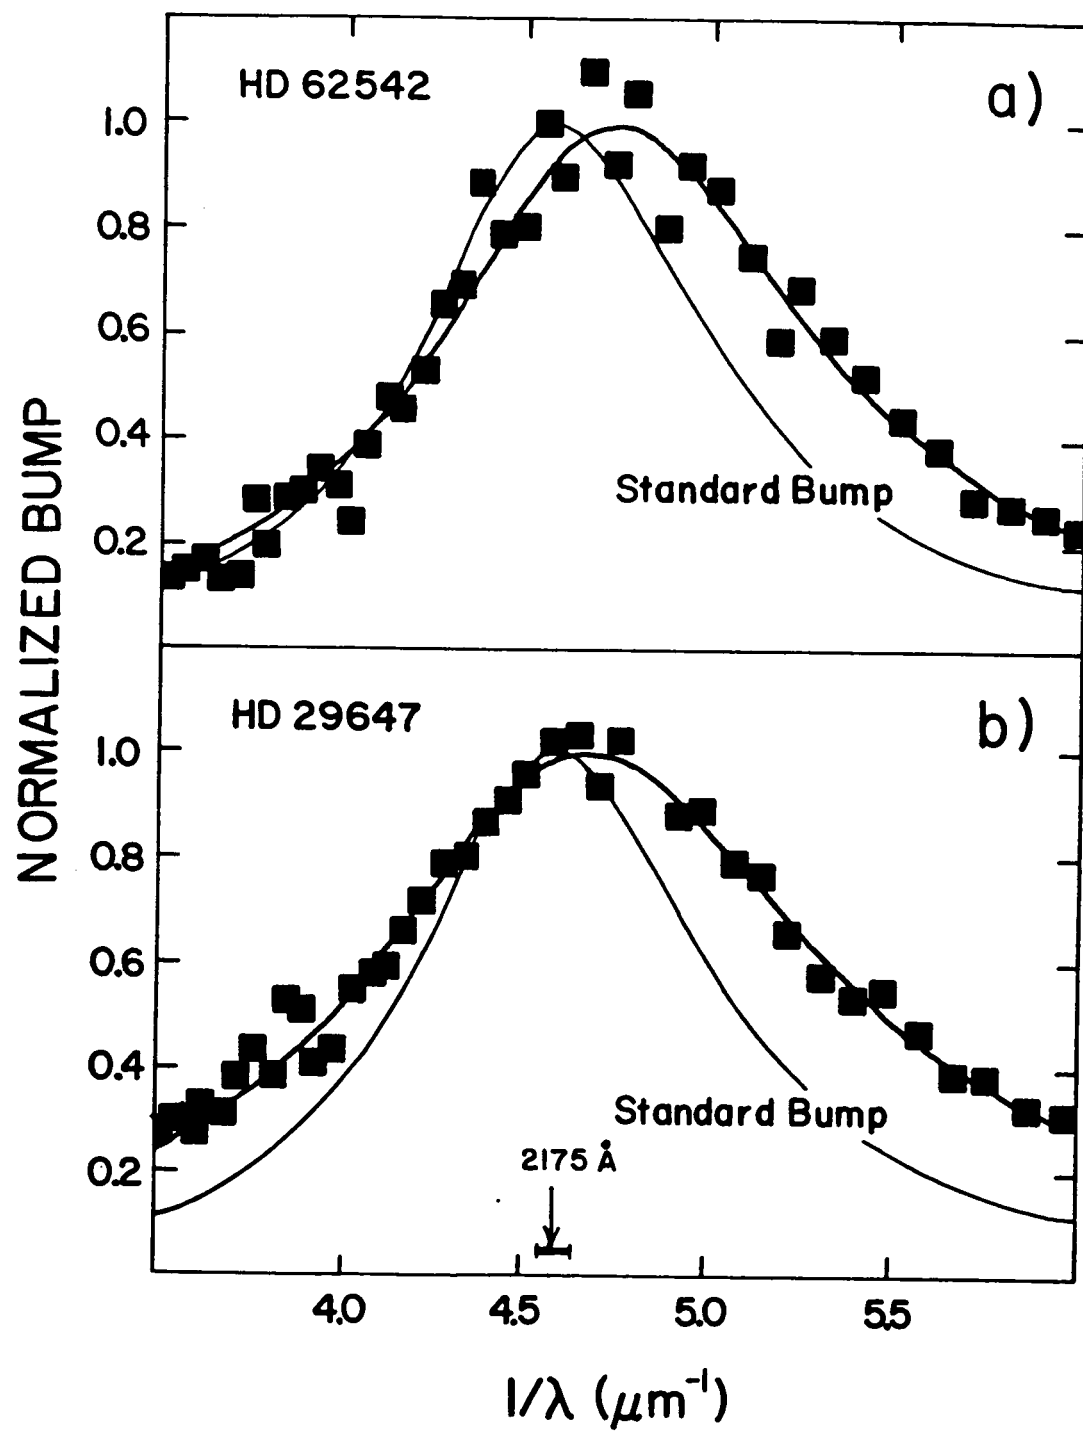 HD 62542
a)
1.0
0.8
0.6
0.4
0.2
Standard Bump
NORMALIZED BUMP
HD 29647
b)
1.0
0.8
0.6
0.4
0.2
Standard Bump
2175 Å
4.0 4.5 5.0 5.5
1/λ (μm⁻¹)